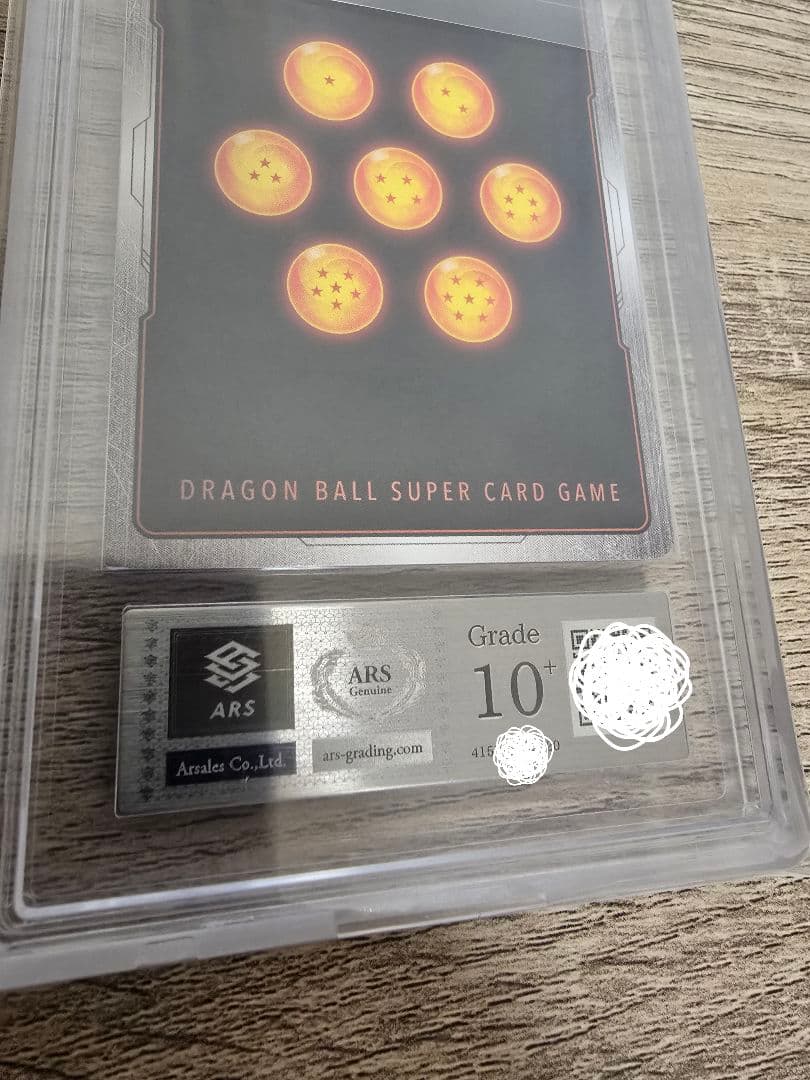 DRAGON BALL SUPER CARD GAME
ARS
Arsales Co.,Ltd.
ARS
Genuine
ars-grading.com
Grade
10+